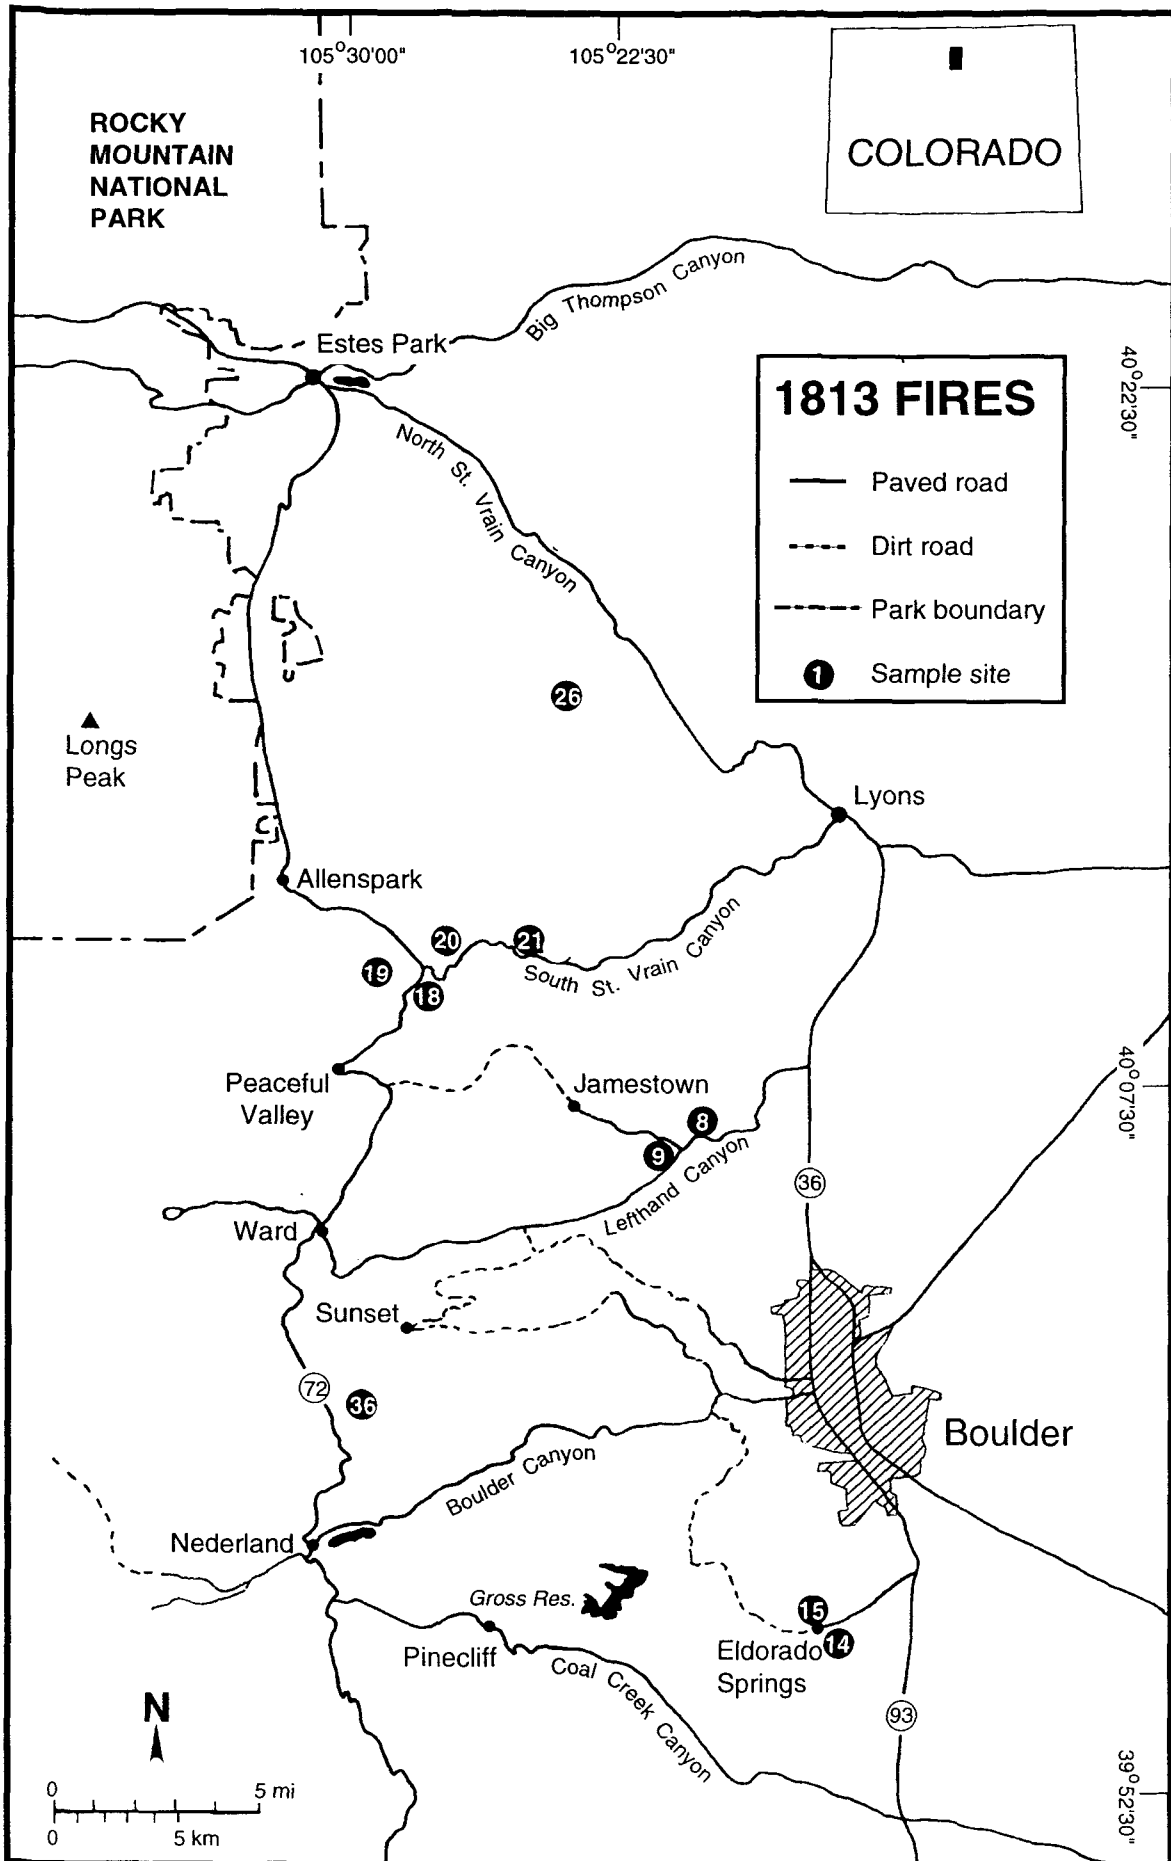 105°30'00"
105°22'30"
ROCKY
MOUNTAIN
NATIONAL
PARK
COLORADO
Big Thompson Canyon
Estes Park
40°22'30"
1813 FIRES
Paved road
Dirt road
Park boundary
1 Sample site
North St. Vrain Canyon
26
Longs
Peak
Lyons
Allenspark
20
21
19
18
South St. Vrain Canyon
40°07'30"
Peaceful
Valley
Jamestown
8
9
Lefthand Canyon
36
Ward
Sunset
72
36
Boulder
Boulder Canyon
Nederland
Gross Res.
15
14
Eldorado
Springs
Pinecliff
Coal Creek Canyon
93
N
39°52'30"
0 5 mi
0 5 km